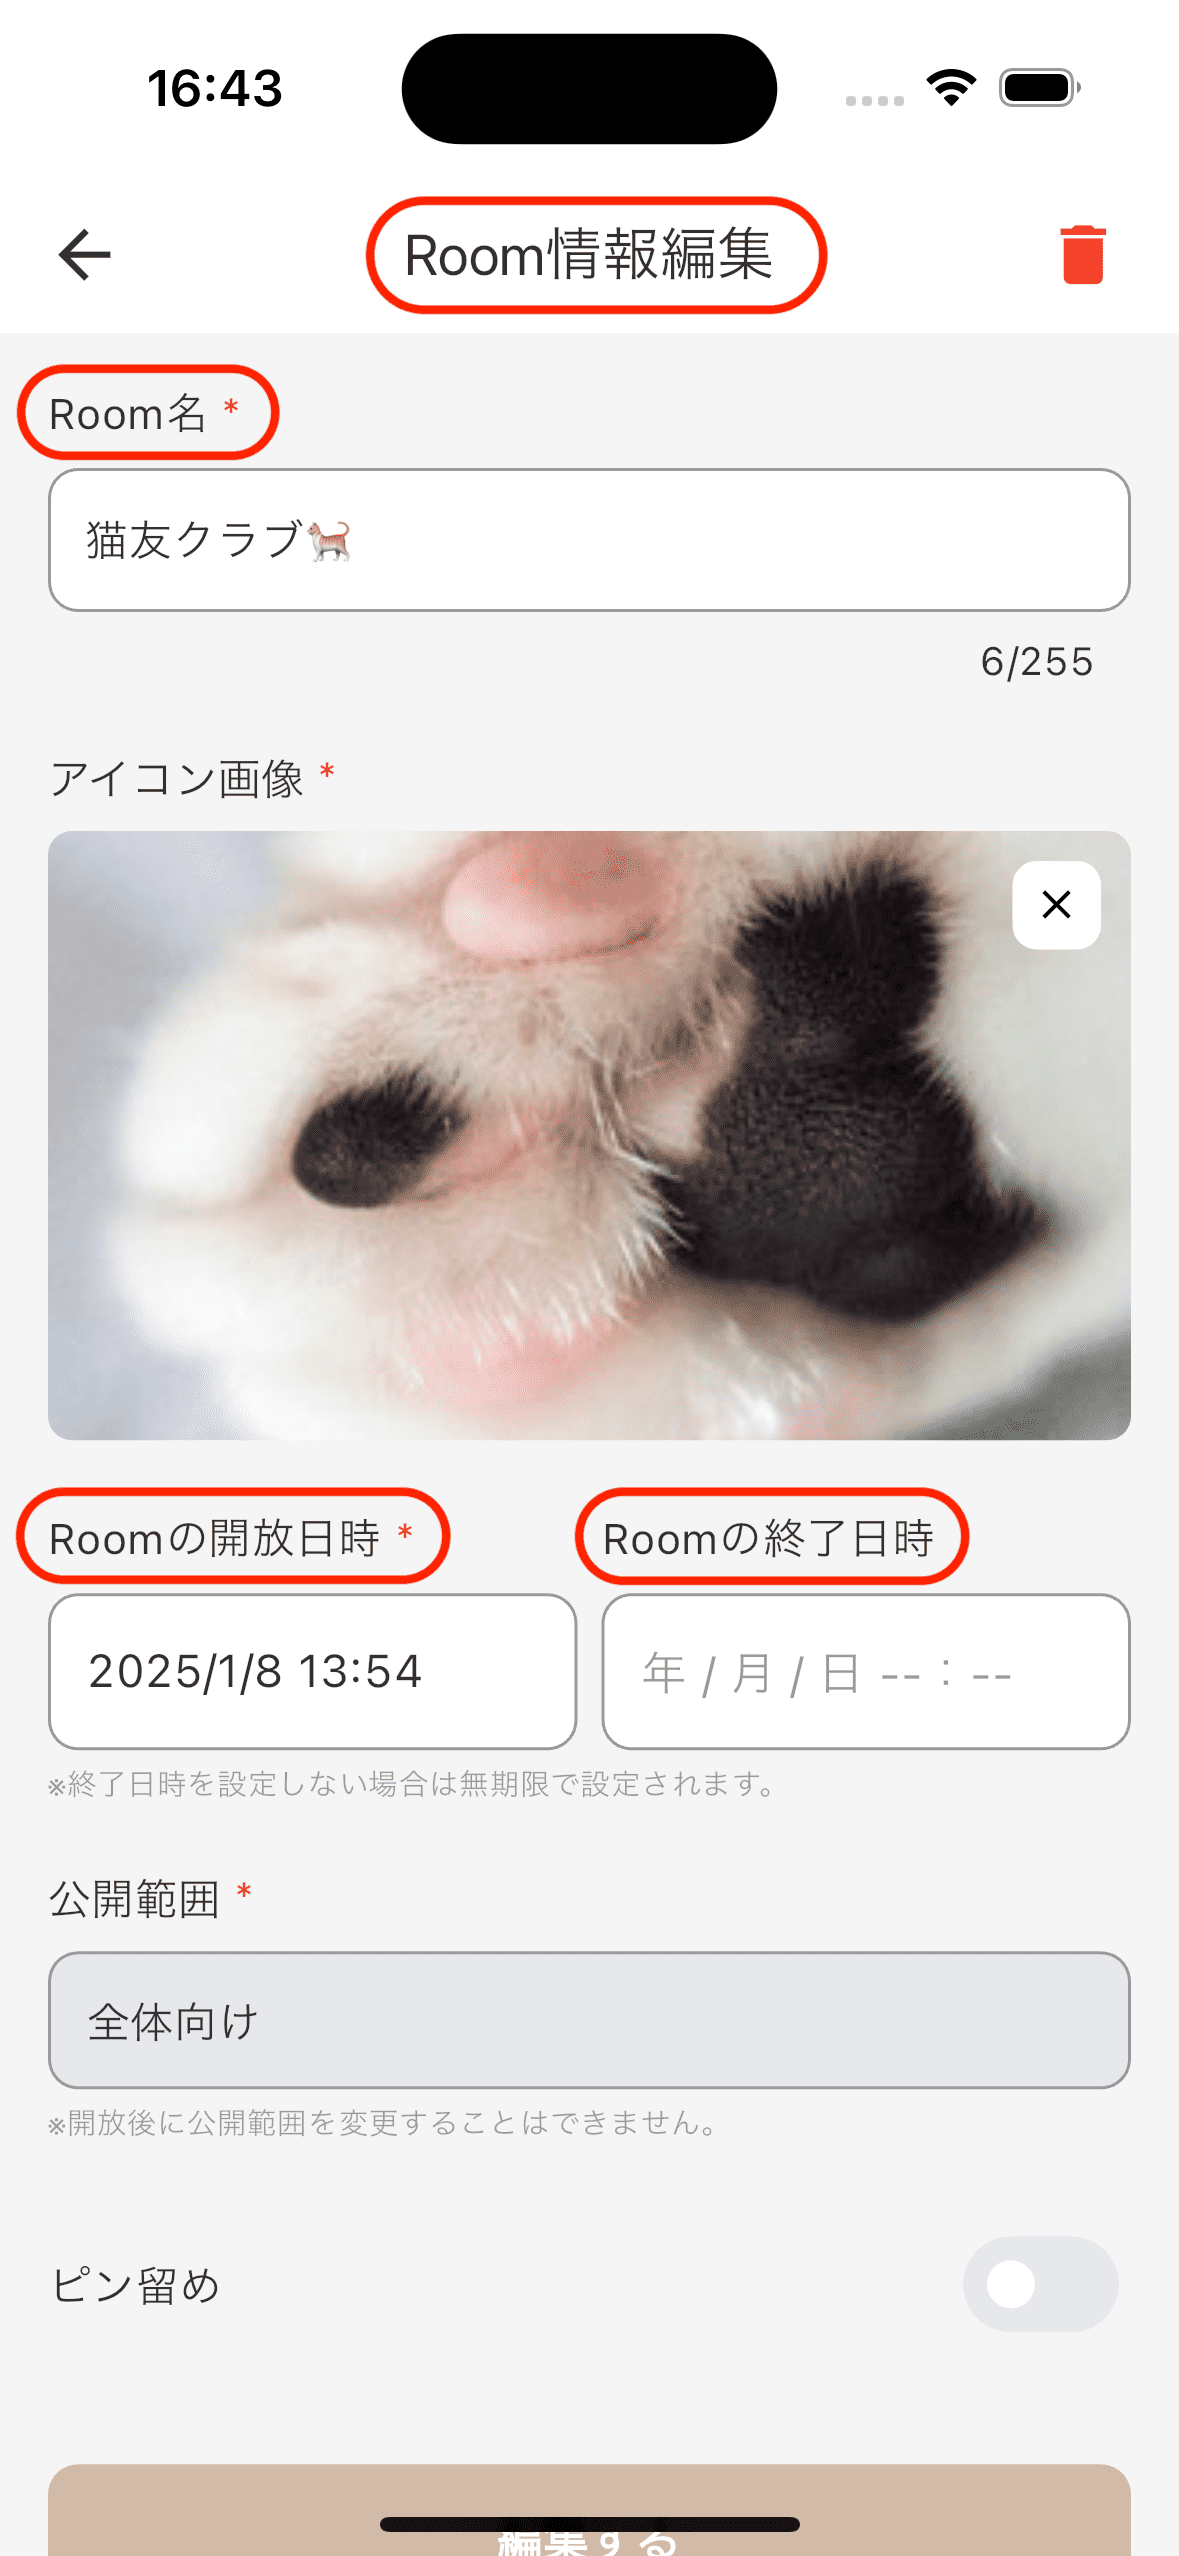 16:43
Room情報編集
Room名 *
猫友クラブ🐈
6/255
アイコン画像 *
Roomの開放日時 *
Roomの終了日時
2025/1/8 13:54
年 / 月 / 日 -- : --
※終了日時を設定しない場合は無期限で設定されます。
公開範囲 *
全体向け
※開放後に公開範囲を変更することはできません。
ピン留め
編集する